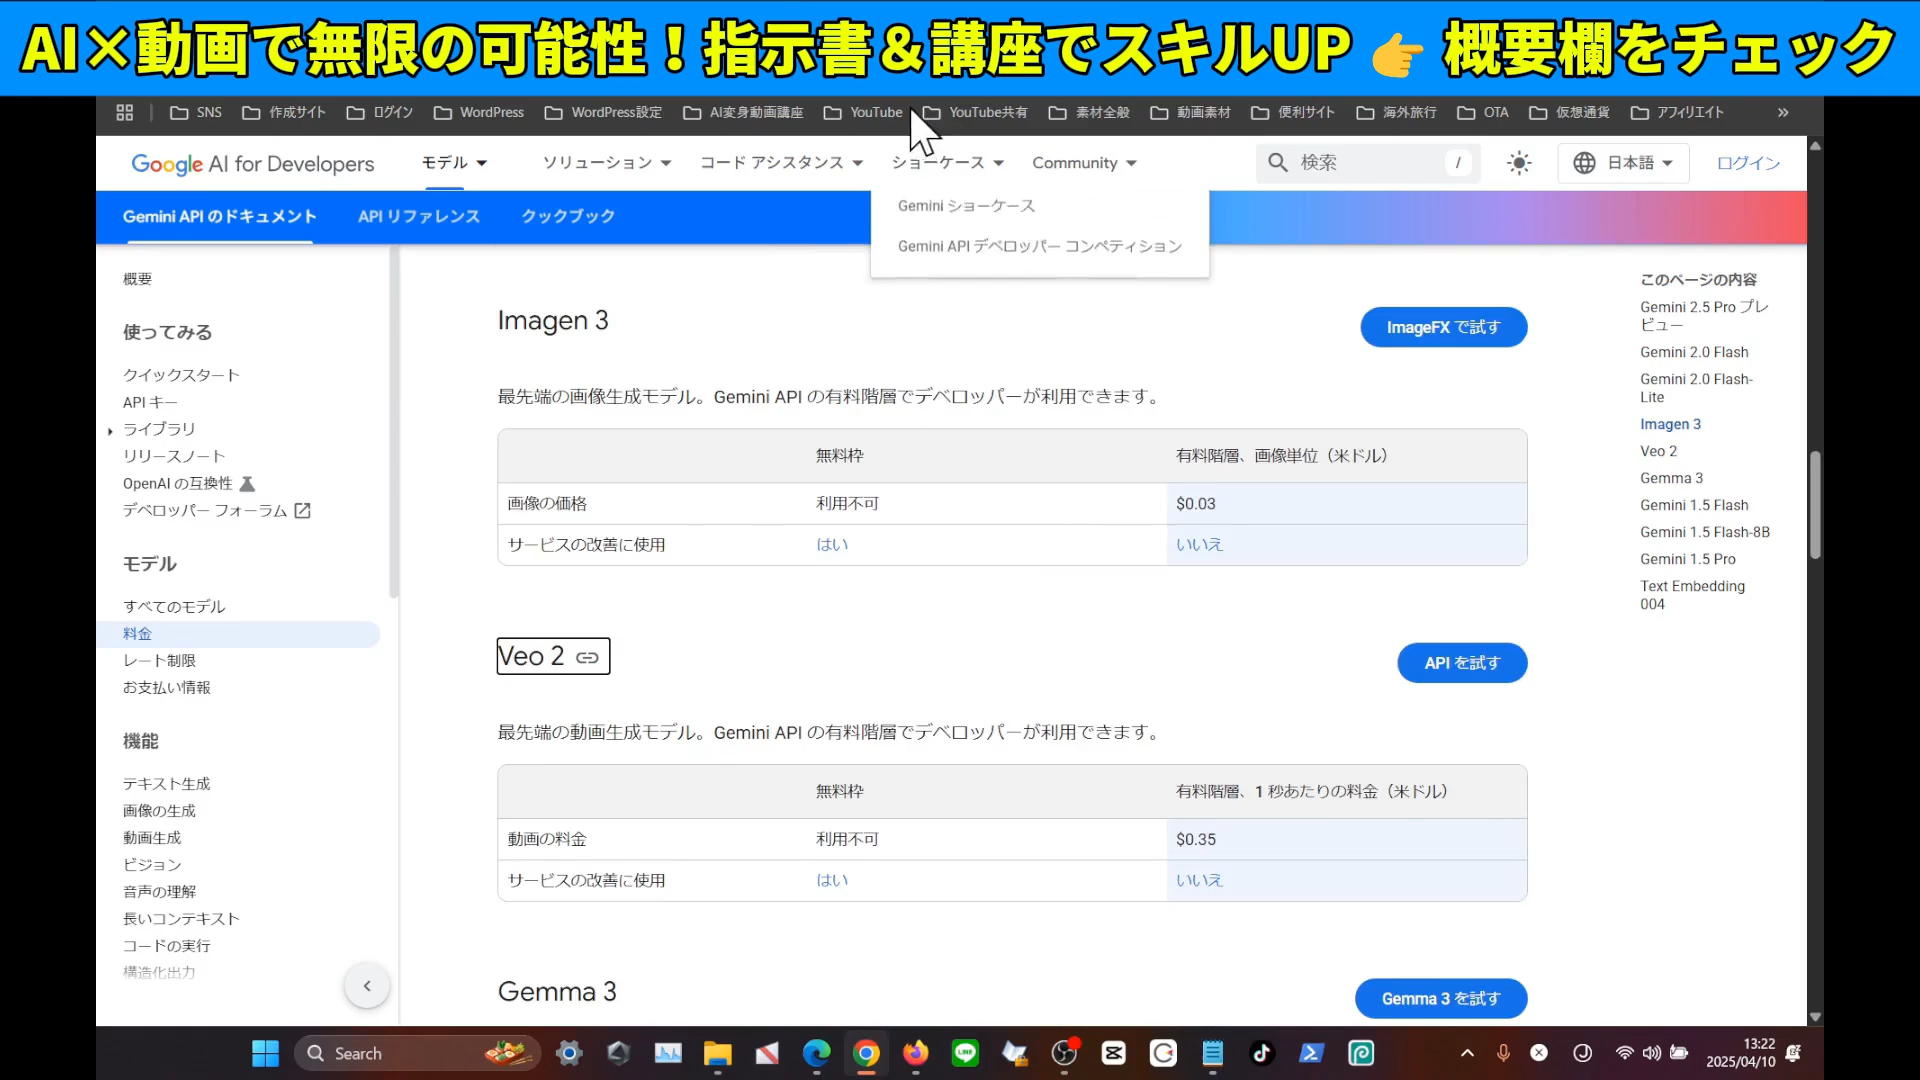 AI×動画で無限の可能性！指示書＆講座でスキルUP 👉 概要欄をチェック
SNS 作成サイト ログイン WordPress WordPress設定 AI変身動画講座 YouTube YouTube共有 素材全般 動画素材 便利サイト 海外旅行 OTA 仮想通貨 アフィリエイト »
Google AI for Developers モデル ソリューション コード アシスタンス ショーケース Community 検索 / 日本語 ログイン
Gemini API のドキュメント API リファレンス クックブック
Gemini ショーケース
Gemini API デベロッパー コンペティション
概要
使ってみる
クイックスタート
API キー
ライブラリ
リリースノート
OpenAI の互換性
デベロッパー フォーラム
モデル
すべてのモデル
料金
レート制限
お支払い情報
機能
テキスト生成
画像の生成
動画生成
ビジョン
音声の理解
長いコンテキスト
コードの実行
構造化出力
Imagen 3
ImageFX で試す
最先端の画像生成モデル。Gemini API の有料階層でデベロッパーが利用できます。
無料枠 有料階層、画像単位（米ドル）
画像の価格 利用不可 $0.03
サービスの改善に使用 はい いいえ
Veo 2
API を試す
最先端の動画生成モデル。Gemini API の有料階層でデベロッパーが利用できます。
無料枠 有料階層、1 秒あたりの料金（米ドル）
動画の料金 利用不可 $0.35
サービスの改善に使用 はい いいえ
Gemma 3
Gemma 3 を試す
このページの内容
Gemini 2.5 Pro プレ
ビュー
Gemini 2.0 Flash
Gemini 2.0 Flash-
Lite
Imagen 3
Veo 2
Gemma 3
Gemini 1.5 Flash
Gemini 1.5 Flash-8B
Gemini 1.5 Pro
Text Embedding
004
Search
LINE
13:22
2025/04/10